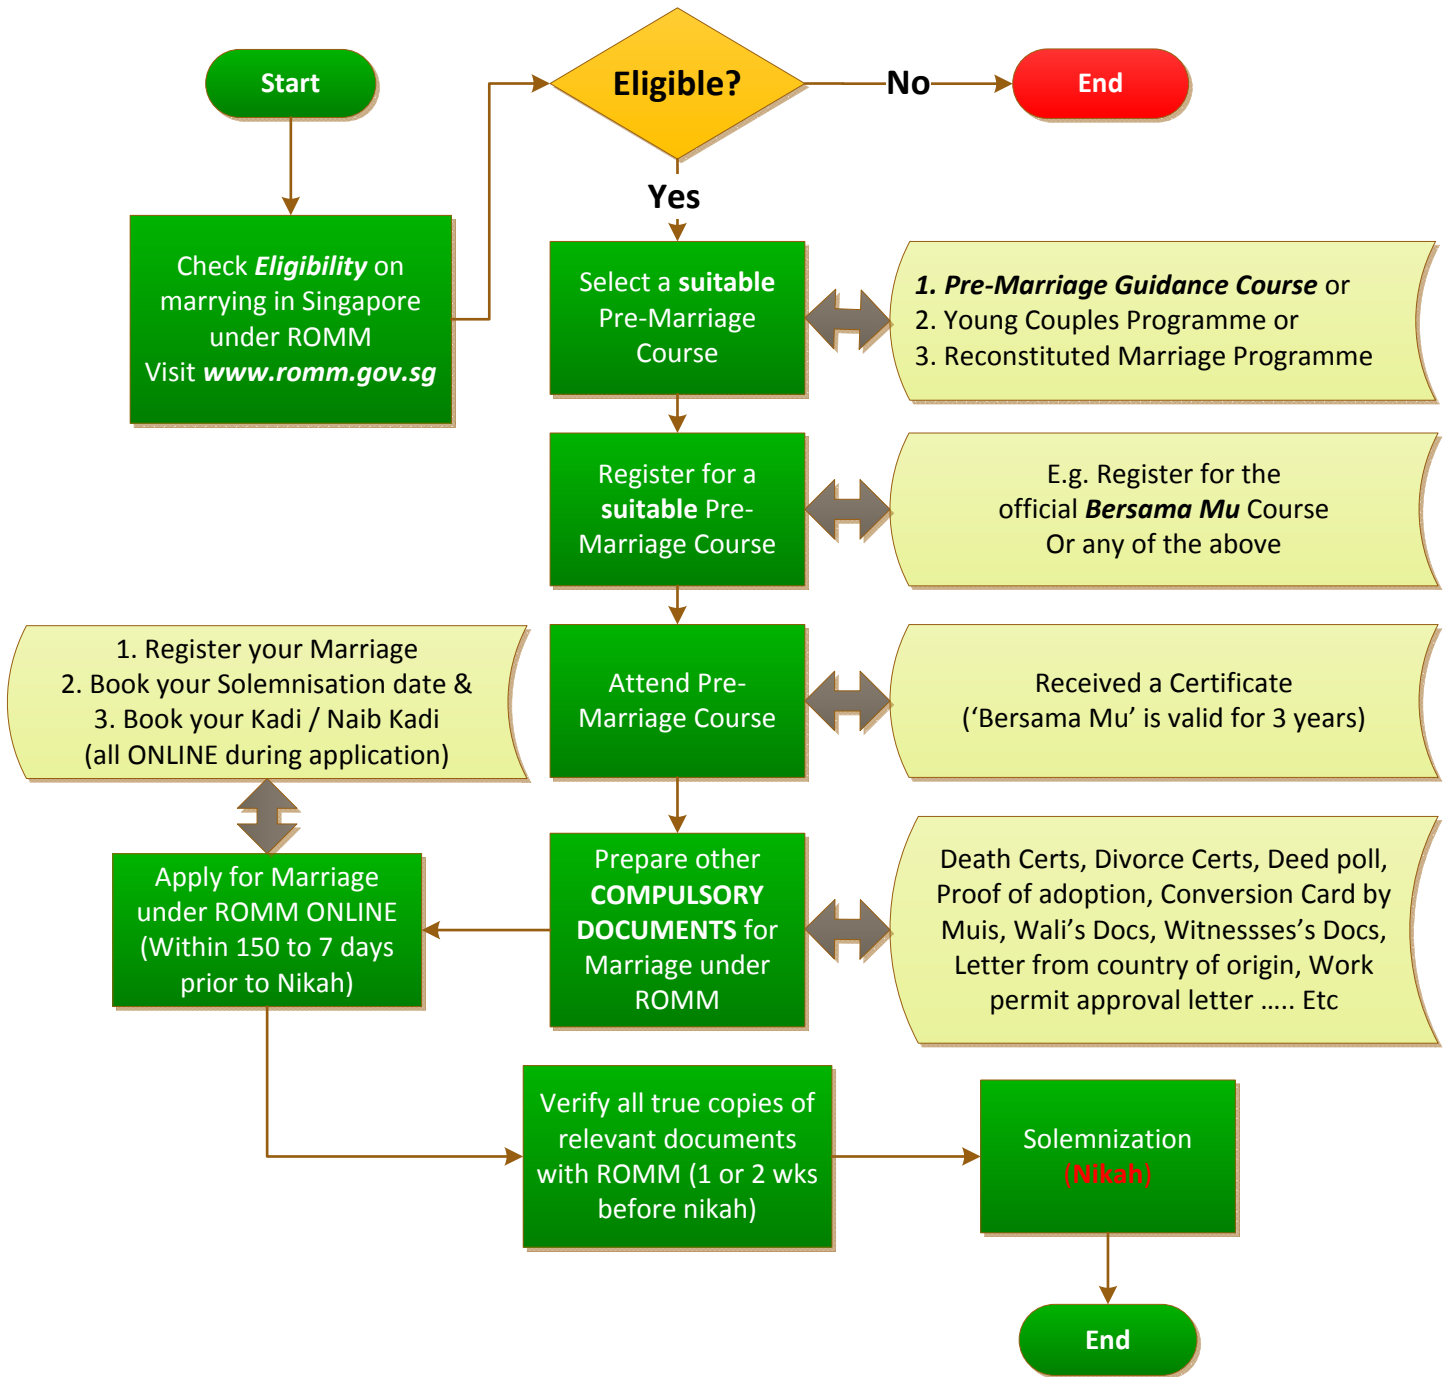 Start
Eligible?
No
End
Yes
Check Eligibility on
marrying in Singapore
under ROMM
Visit www.romm.gov.sg
Select a suitable
Pre-Marriage
Course
1. Pre-Marriage Guidance Course or
2. Young Couples Programme or
3. Reconstituted Marriage Programme
Register for a
suitable Pre-
Marriage Course
E.g. Register for the
official Bersama Mu Course
Or any of the above
Attend Pre-
Marriage Course
Received a Certificate
(‘Bersama Mu’ is valid for 3 years)
1. Register your Marriage
2. Book your Solemnisation date &
3. Book your Kadi / Naib Kadi
(all ONLINE during application)
Prepare other
COMPULSORY
DOCUMENTS for
Marriage under
ROMM
Death Certs, Divorce Certs, Deed poll,
Proof of adoption, Conversion Card by
Muis, Wali’s Docs, Witnessses’s Docs,
Letter from country of origin, Work
permit approval letter ….. Etc
Apply for Marriage
under ROMM ONLINE
(Within 150 to 7 days
prior to Nikah)
Verify all true copies of
relevant documents
with ROMM (1 or 2 wks
before nikah)
Solemnization
(Nikah)
End